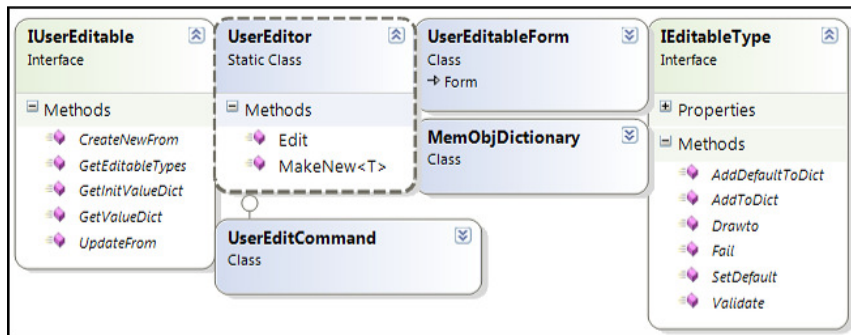 IUserEditable
Interface
Methods
CreateNewFrom
GetEditableTypes
GetInitValueDict
GetValueDict
UpdateFrom
UserEditor
Static Class
Methods
Edit
MakeNew<T>
UserEditCommand
Class
UserEditableForm
Class
Form
MemObjDictionary
Class
IEditableType
Interface
Properties
Methods
AddDefaultToDict
AddToDict
Drawto
Fail
SetDefault
Validate